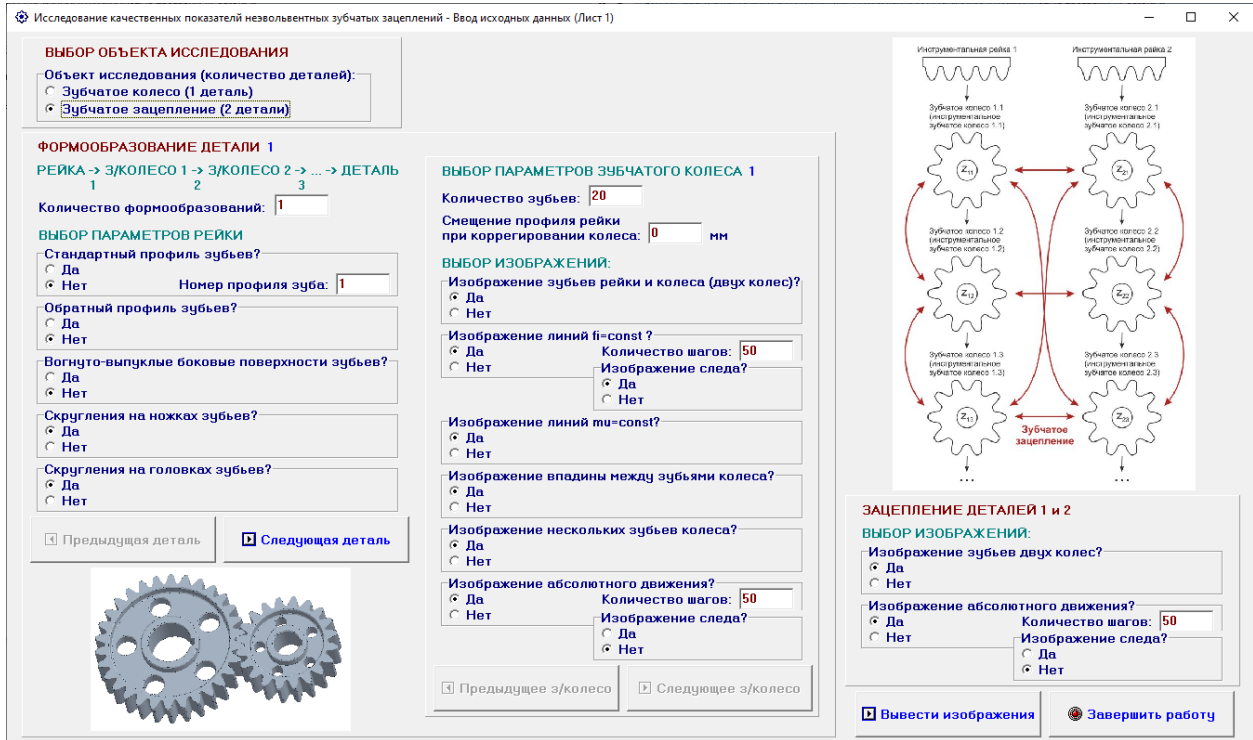 Исследование качественных показателей незвольвентных зубчатых зацеплений - Ввод исходных данных (Лист 1)
ВЫБОР ОБЪЕКТА ИССЛЕДОВАНИЯ
Объект исследования (количество деталей):
Зубчатое колесо (1 деталь)
Зубчатое зацепление (2 детали)
ФОРМООБРАЗОВАНИЕ ДЕТАЛИ 1
РЕЙКА -> З/КОЛЕСО 1 -> З/КОЛЕСО 2 -> ... -> ДЕТАЛЬ
1 2 3
Количество формообразований: 1
ВЫБОР ПАРАМЕТРОВ РЕЙКИ
Стандартный профиль зубьев?
Да
Нет Номер профиля зуба: 1
Обратный профиль зубьев?
Да
Нет
Вогнуто-выпуклые боковые поверхности зубьев?
Да
Нет
Скругления на ножках зубьев?
Да
Нет
Скругления на головках зубьев?
Да
Нет
Предыдущая деталь
Следующая деталь
ВЫБОР ПАРАМЕТРОВ ЗУБЧАТОГО КОЛЕСА 1
Количество зубьев: 20
Смещение профиля рейки
при коррегировании колеса: 0 мм
ВЫБОР ИЗОБРАЖЕНИЙ:
Изображение зубьев рейки и колеса (двух колес)?
Да
Нет
Изображение линий fi=const ?
Да Количество шагов: 50
Нет Изображение следа?
Да
Нет
Изображение линий mu=const?
Да
Нет
Изображение впадины между зубьями колеса?
Да
Нет
Изображение нескольких зубьев колеса?
Да
Нет
Изображение абсолютного движения?
Да Количество шагов: 50
Нет Изображение следа?
Да
Нет
Предыдущее з/колесо
Следующее з/колесо
Инструментальная рейка 1 Инструментальная рейка 2
Зубчатое колесо 1.1 Зубчатое колесо 2.1
(инструментальное (инструментальное
зубчатое колесо 1.1) зубчатое колесо 2.1)
Z11 Z21
Зубчатое колесо 1.2 Зубчатое колесо 2.2
(инструментальное (инструментальное
зубчатое колесо 1.2) зубчатое колесо 2.2)
Z12 Z22
Зубчатое колесо 1.3 Зубчатое колесо 2.3
(инструментальное (инструментальное
зубчатое колесо 1.3) зубчатое колесо 2.3)
Z13 Z23
Зубчатое
зацепление
... ...
ЗАЦЕПЛЕНИЕ ДЕТАЛЕЙ 1 и 2
ВЫБОР ИЗОБРАЖЕНИЙ:
Изображение зубьев двух колес?
Да
Нет
Изображение абсолютного движения?
Да Количество шагов: 50
Нет Изображение следа?
Да
Нет
Вывести изображения
Завершить работу